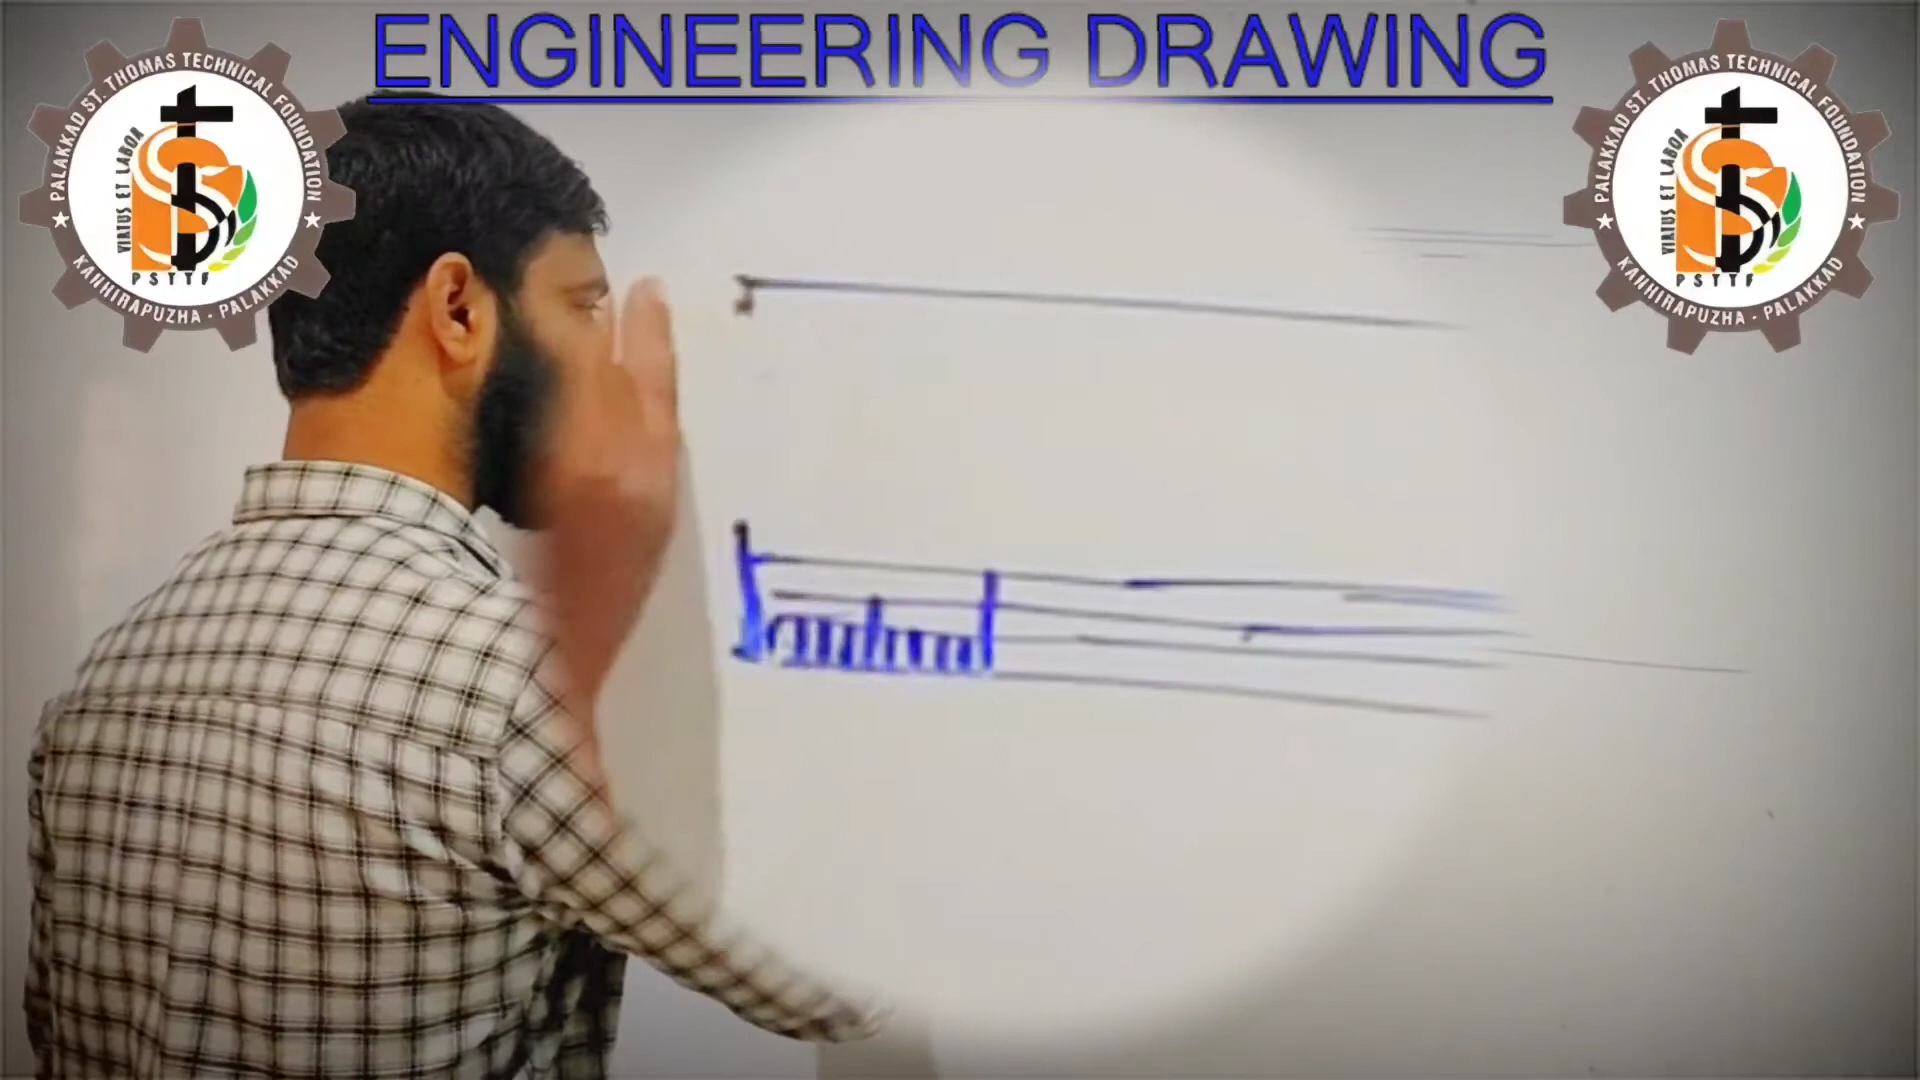 ENGINEERING DRAWING
PALAKKAD ST. THOMAS TECHNICAL FOUNDATION
VIRTUS ET LABOR
PSTTF
KANHIRAPUZHA - PALAKKAD
PALAKKAD ST. THOMAS TECHNICAL FOUNDATION
VIRTUS ET LABOR
PSTTF
KANHIRAPUZHA - PALAKKAD